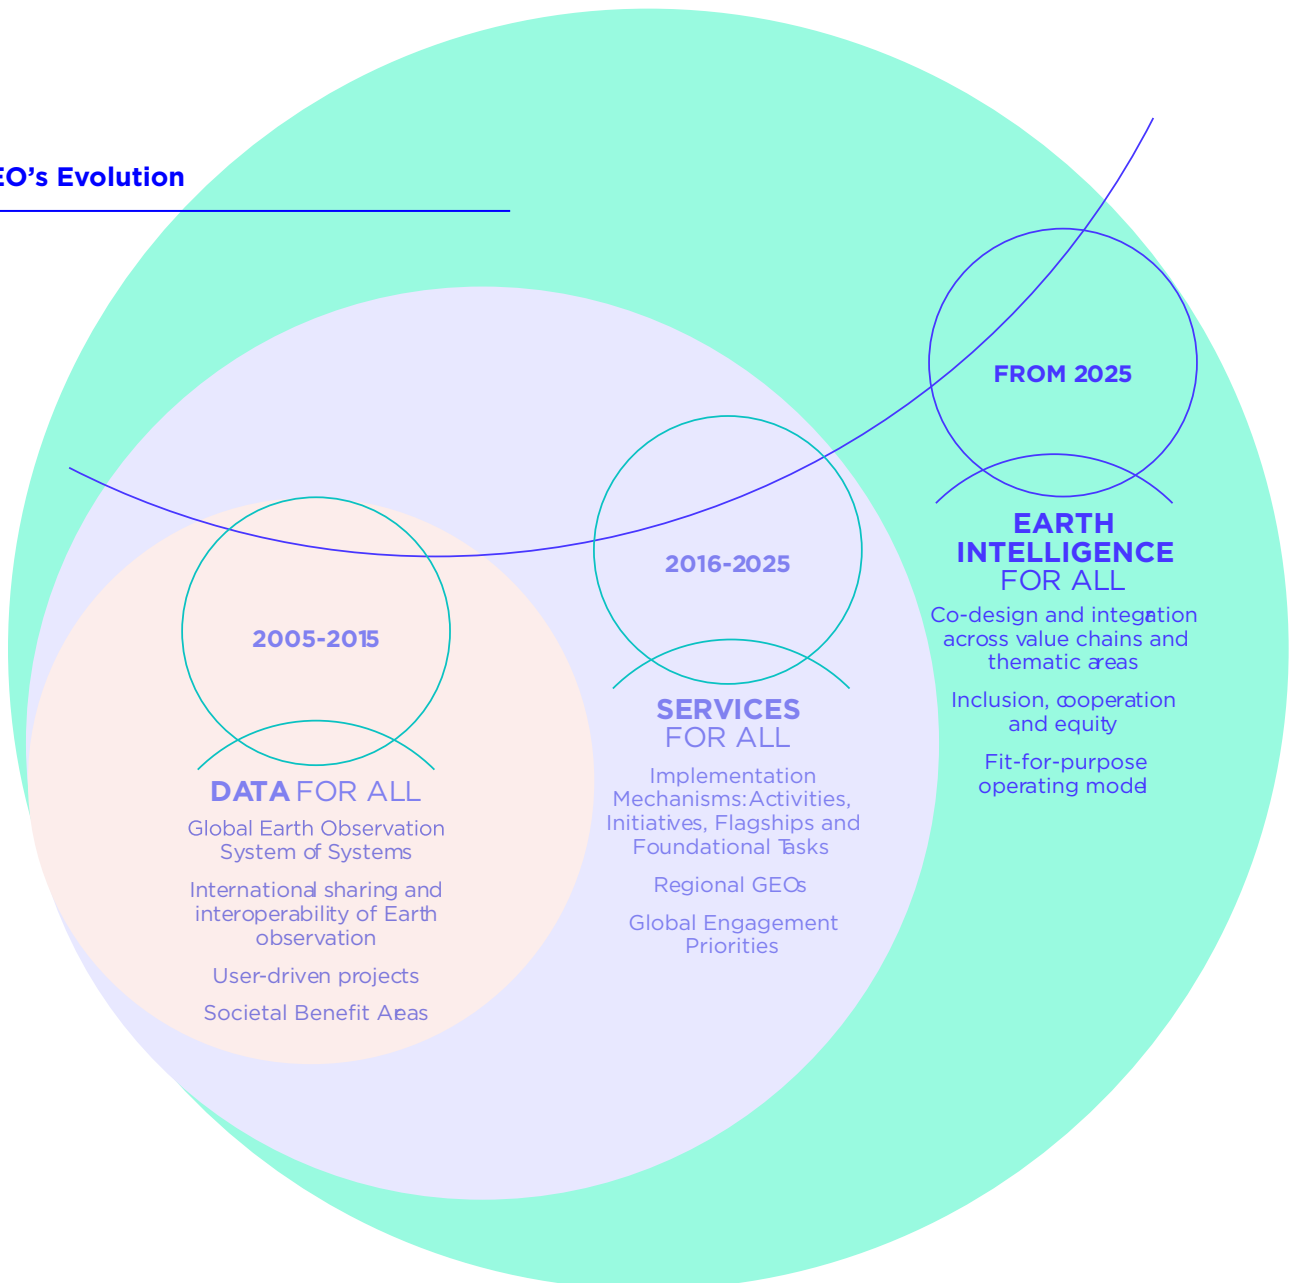 EO’s Evolution
2005-2015
DATA FOR ALL
Global Earth Observation
System of Systems
International sharing and
interoperability of Earth
observation
User-driven projects
Societal Benefit Areas
2016-2025
SERVICES
FOR ALL
Implementation
Mechanisms: Activities,
Initiatives, Flagships and
Foundational Tasks
Regional GEOs
Global Engagement
Priorities
FROM 2025
EARTH
INTELLIGENCE
FOR ALL
Co-design and integration
across value chains and
thematic areas
Inclusion, cooperation
and equity
Fit-for-purpose
operating model